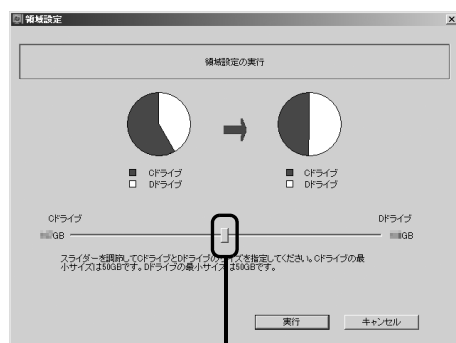 領域設定
領域設定の実行
Cドライブ
Dドライブ
Cドライブ
Dドライブ
Cドライブ
Dドライブ
GB
GB
スライダーを調節してCドライブとDドライブのサイズを指定してください。Cドライブの最
小サイズは50GBです。Dドライブの最小サイズは50GBです。
実行
キャンセル